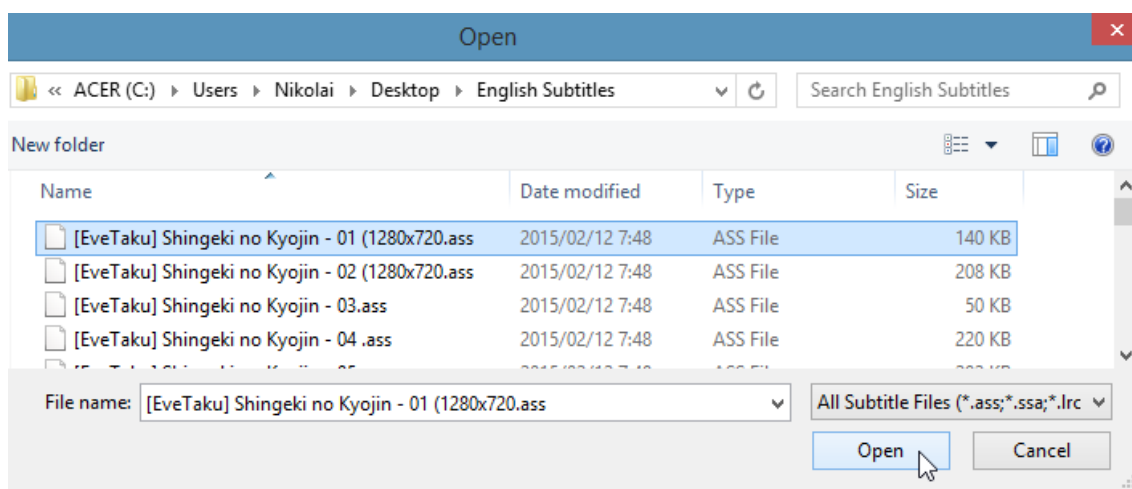 Open
« ACER (C:) Users Nikolai Desktop English Subtitles Search English Subtitles
New folder
Name Date modified Type Size
[EveTaku] Shingeki no Kyojin - 01 (1280x720.ass 2015/02/12 7:48 ASS File 140 KB
[EveTaku] Shingeki no Kyojin - 02 (1280x720.ass 2015/02/12 7:48 ASS File 208 KB
[EveTaku] Shingeki no Kyojin - 03.ass 2015/02/12 7:48 ASS File 50 KB
[EveTaku] Shingeki no Kyojin - 04 .ass 2015/02/12 7:48 ASS File 220 KB
File name: [EveTaku] Shingeki no Kyojin - 01 (1280x720.ass All Subtitle Files (*.ass;*.ssa;*.lrc
Open Cancel